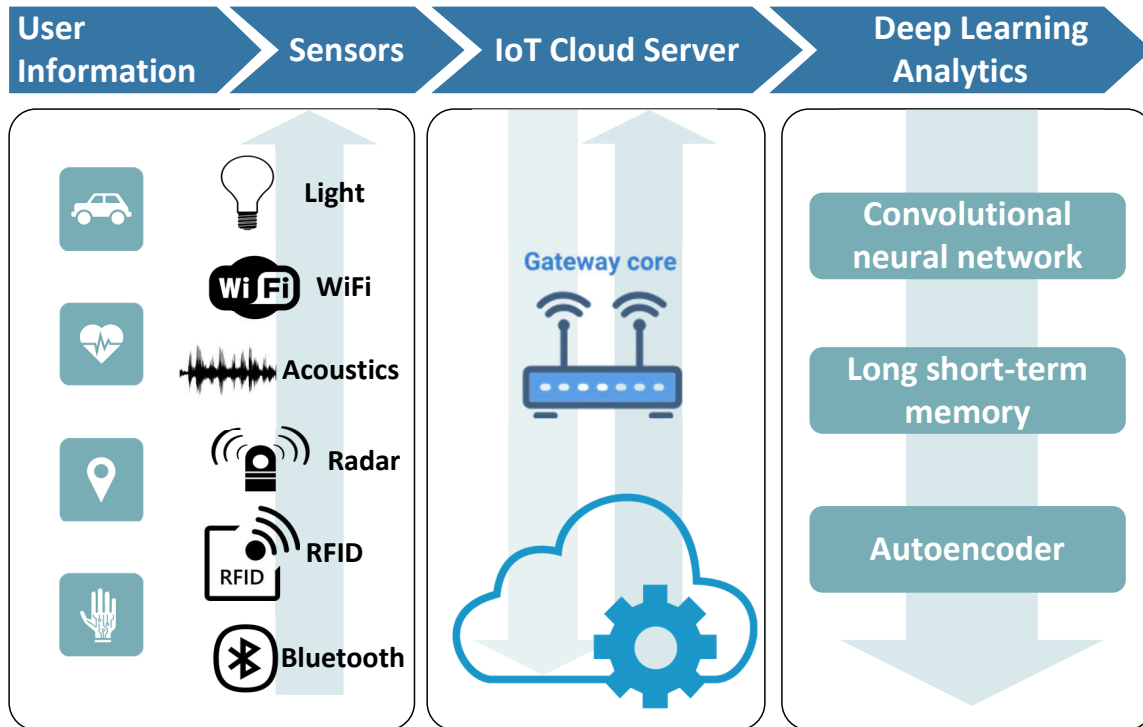 User
Information
Sensors
IoT Cloud Server
Deep Learning
Analytics
Light
Wi Fi
WiFi
Acoustics
Radar
RFID
RFID
Bluetooth
Gateway core
Convolutional
neural network
Long short-term
memory
Autoencoder